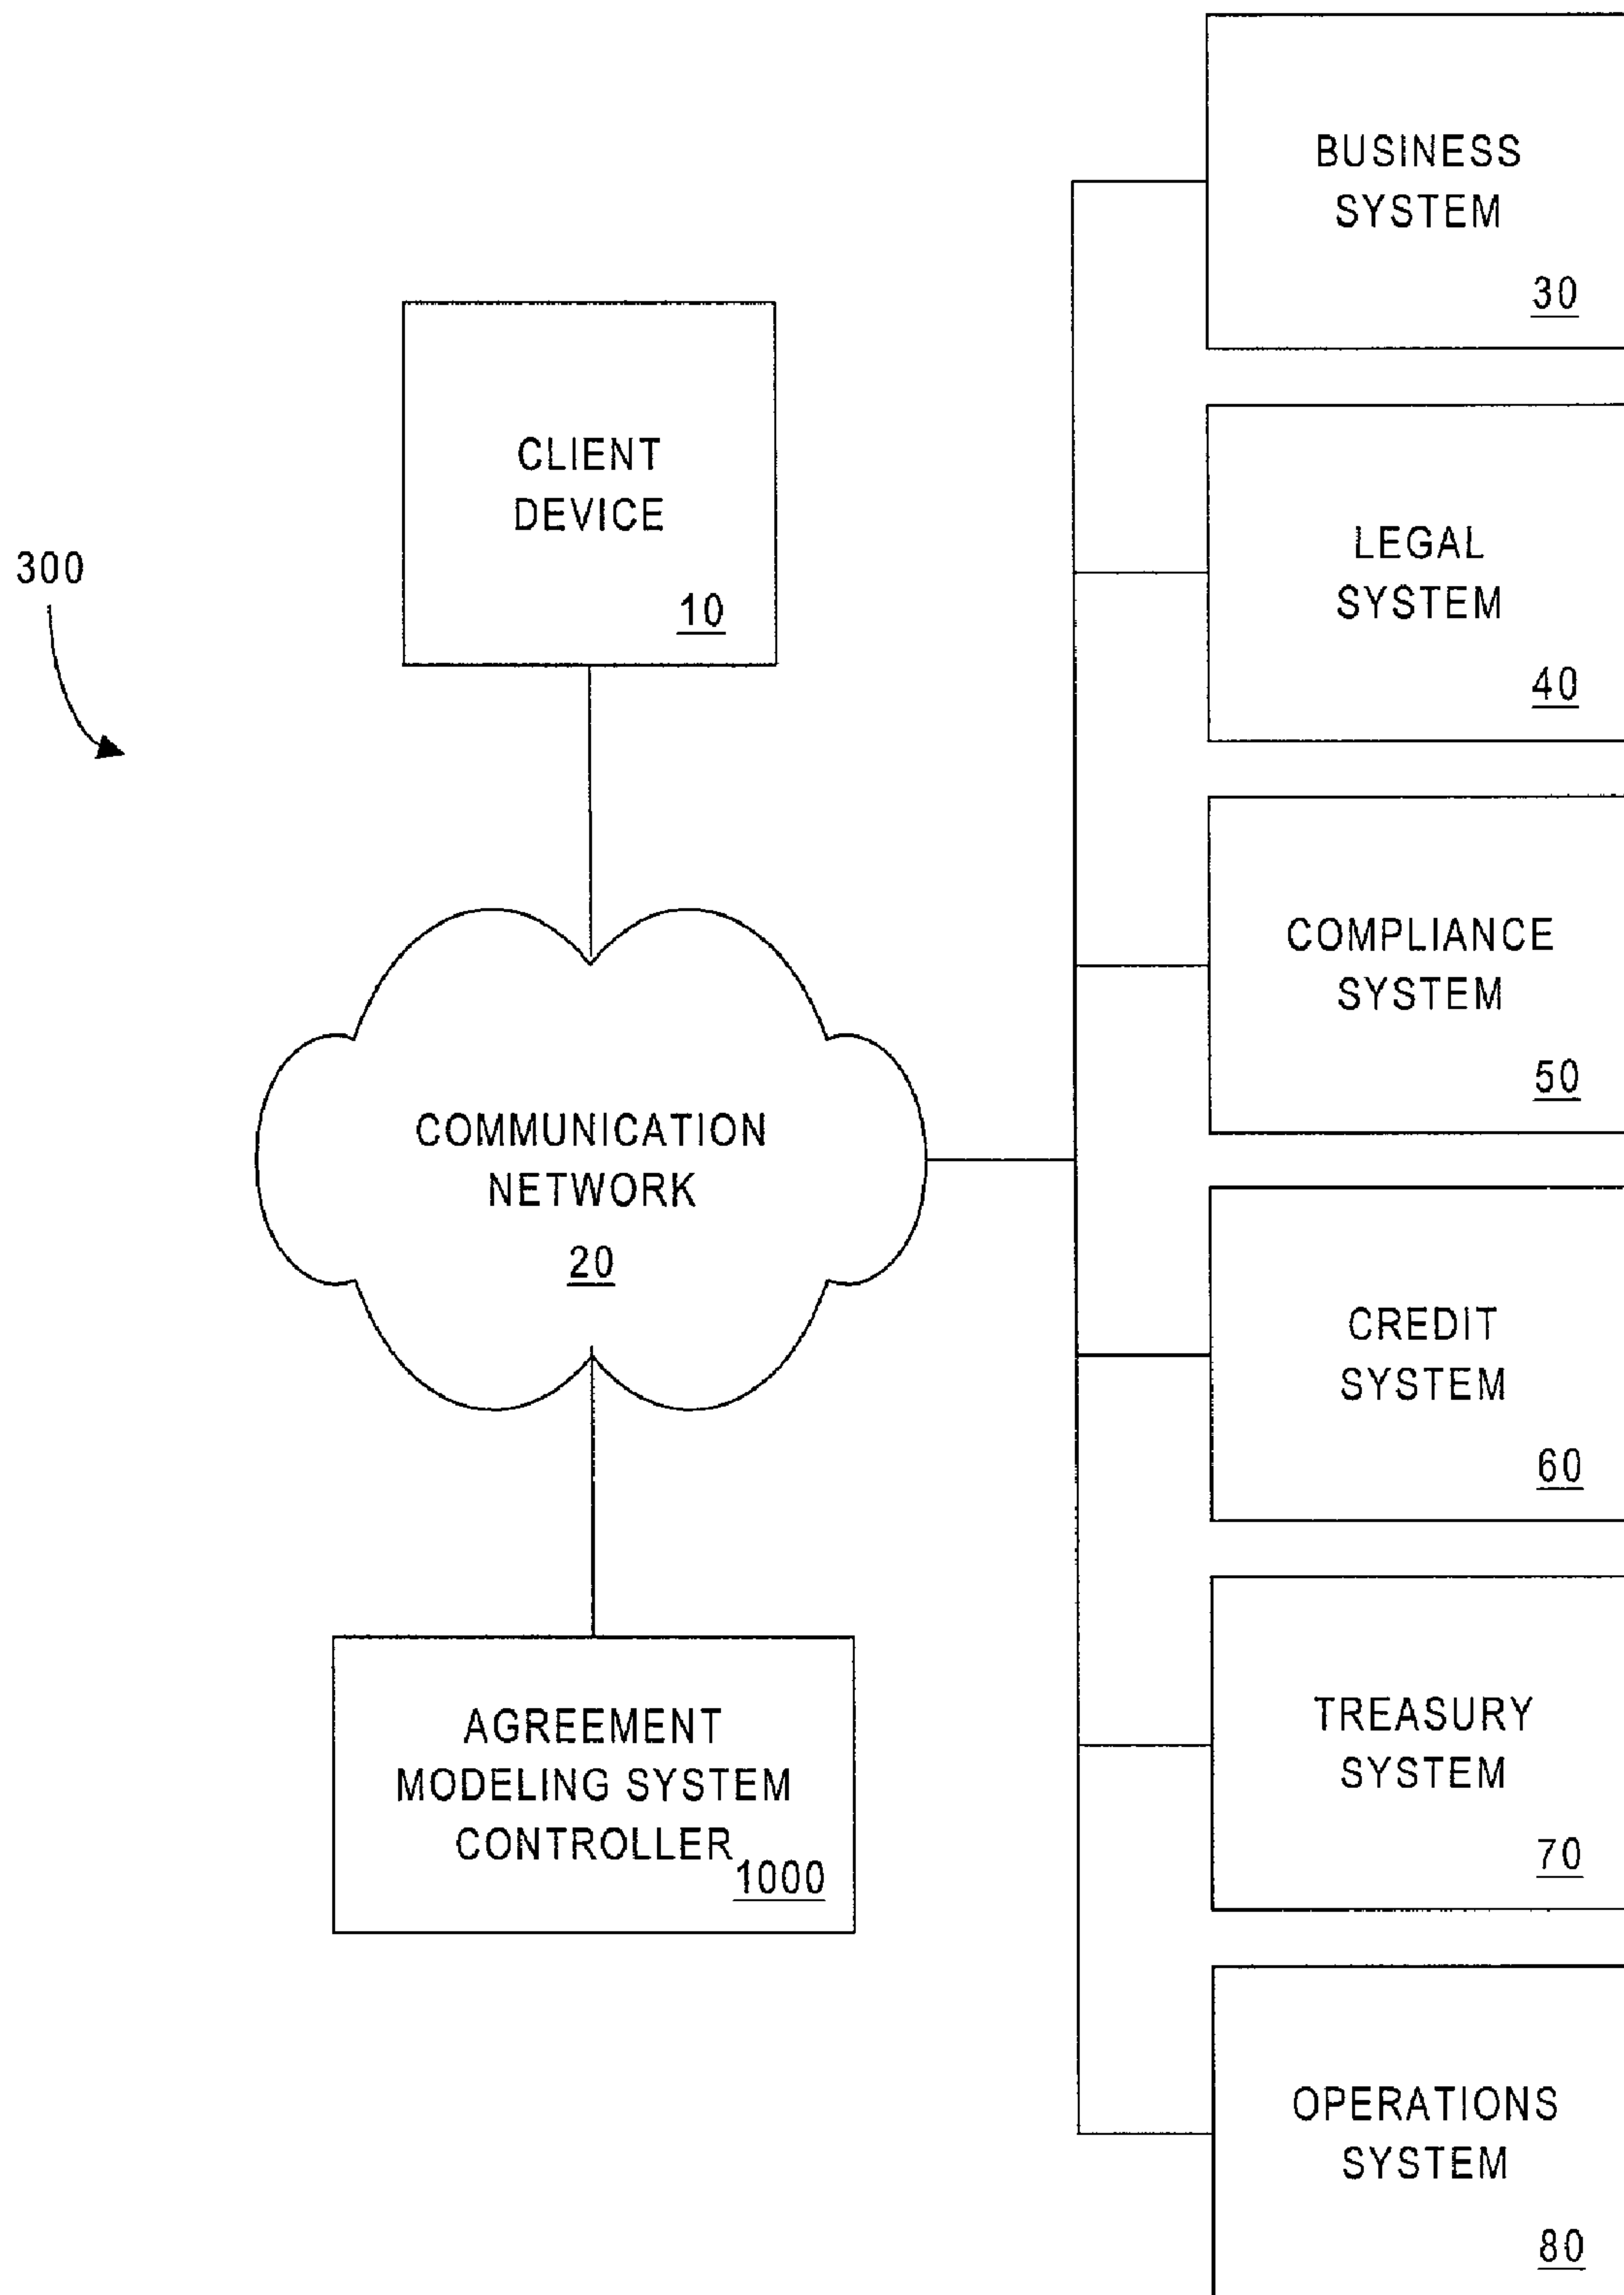 BUSINESS
SYSTEM
30
CLIENT
DEVICE
10
300
LEGAL
SYSTEM
40
COMPLIANCE
SYSTEM
50
COMMUNICATION
NETWORK
20
CREDIT
SYSTEM
60
AGREEMENT
MODELING SYSTEM
CONTROLLER
1000
TREASURY
SYSTEM
70
OPERATIONS
SYSTEM
80